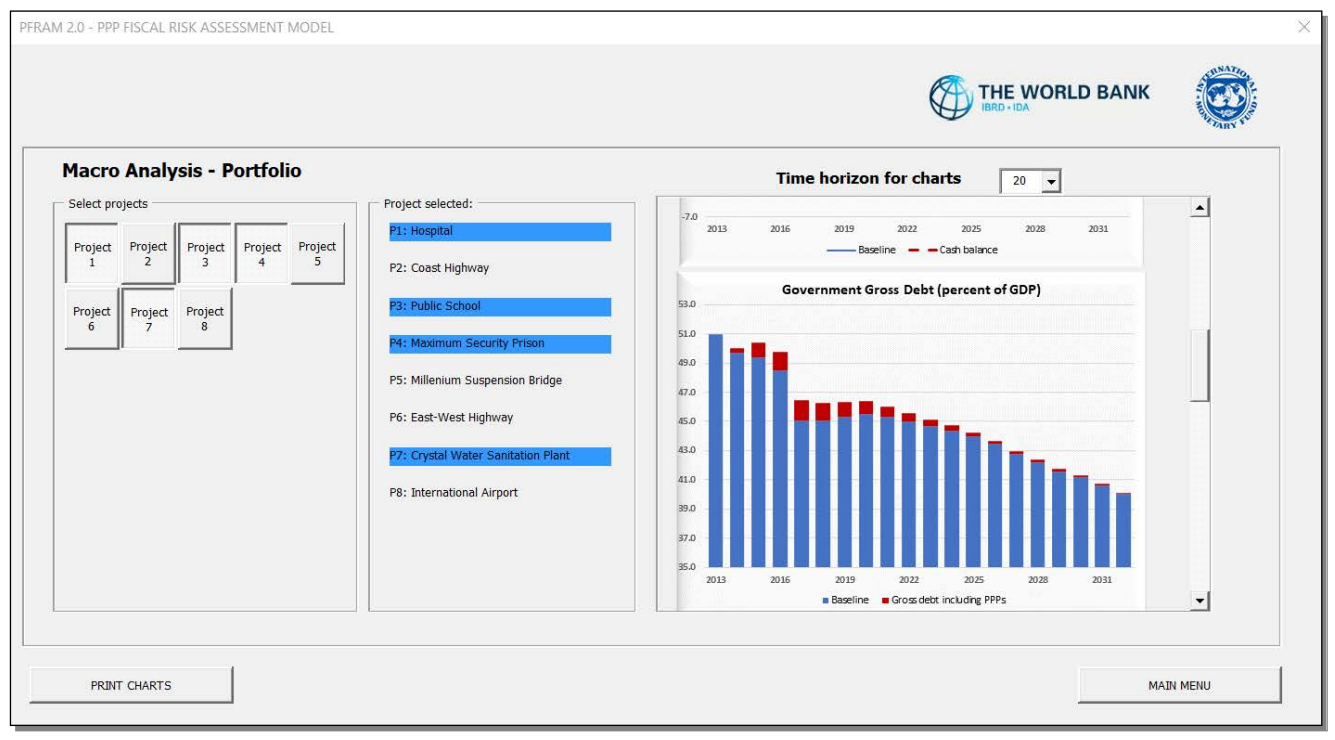 PFRAM 2.0 - PPP FISCAL RISK ASSESSMENT MODEL
THE WORLD BANK
IBRD • IDA
INTERNATIONAL MONETARY FUND
Macro Analysis - Portfolio
Select projects
Project 1
Project 2
Project 3
Project 4
Project 5
Project 6
Project 7
Project 8
Project selected:
P1: Hospital
P2: Coast Highway
P3: Public School
P4: Maximum Security Prison
P5: Millenium Suspension Bridge
P6: East-West Highway
P7: Crystal Water Sanitation Plant
P8: International Airport
Time horizon for charts 20
-7.0
2013 2016 2019 2022 2025 2028 2031
Baseline Cash balance
Government Gross Debt (percent of GDP)
53.0
51.0
49.0
47.0
45.0
43.0
41.0
39.0
37.0
35.0
2013 2016 2019 2022 2025 2028 2031
Baseline Gross debt including PPPs
PRINT CHARTS
MAIN MENU